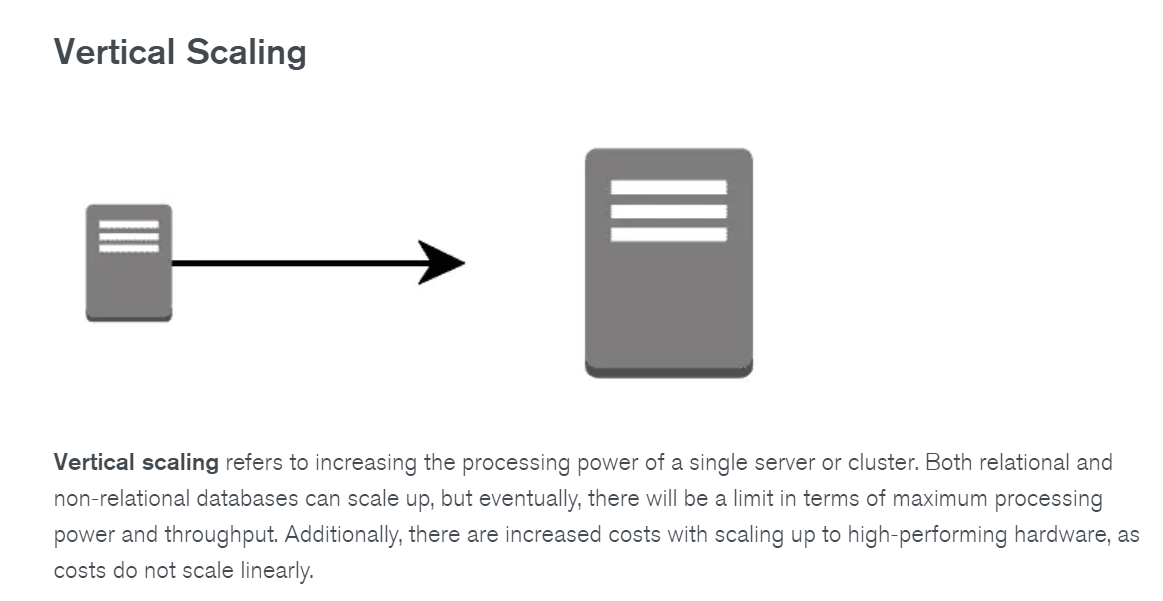 Vertical Scaling
Vertical scaling refers to increasing the processing power of a single server or cluster. Both relational and
non-relational databases can scale up, but eventually, there will be a limit in terms of maximum processing
power and throughput. Additionally, there are increased costs with scaling up to high-performing hardware, as
costs do not scale linearly.